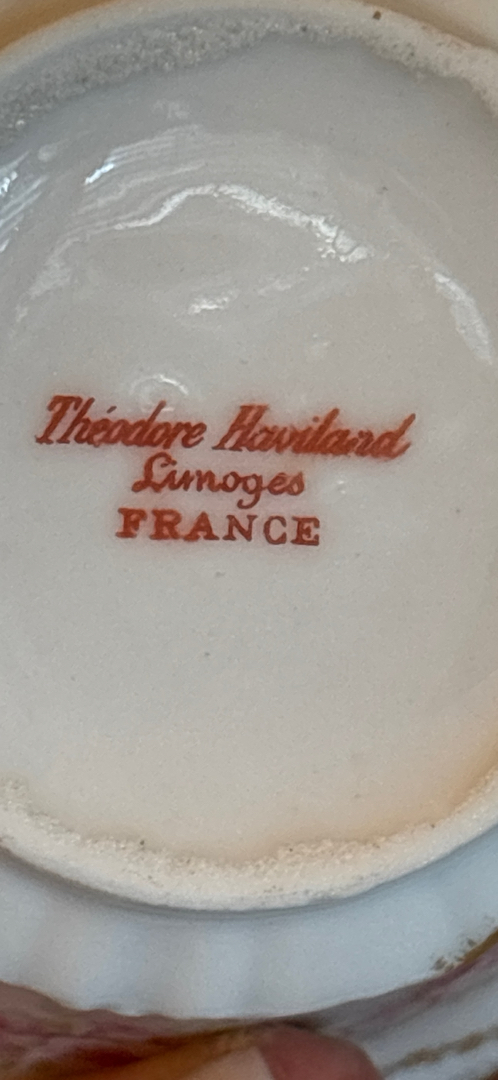 Théodore Haviland
Limoges
FRANCE